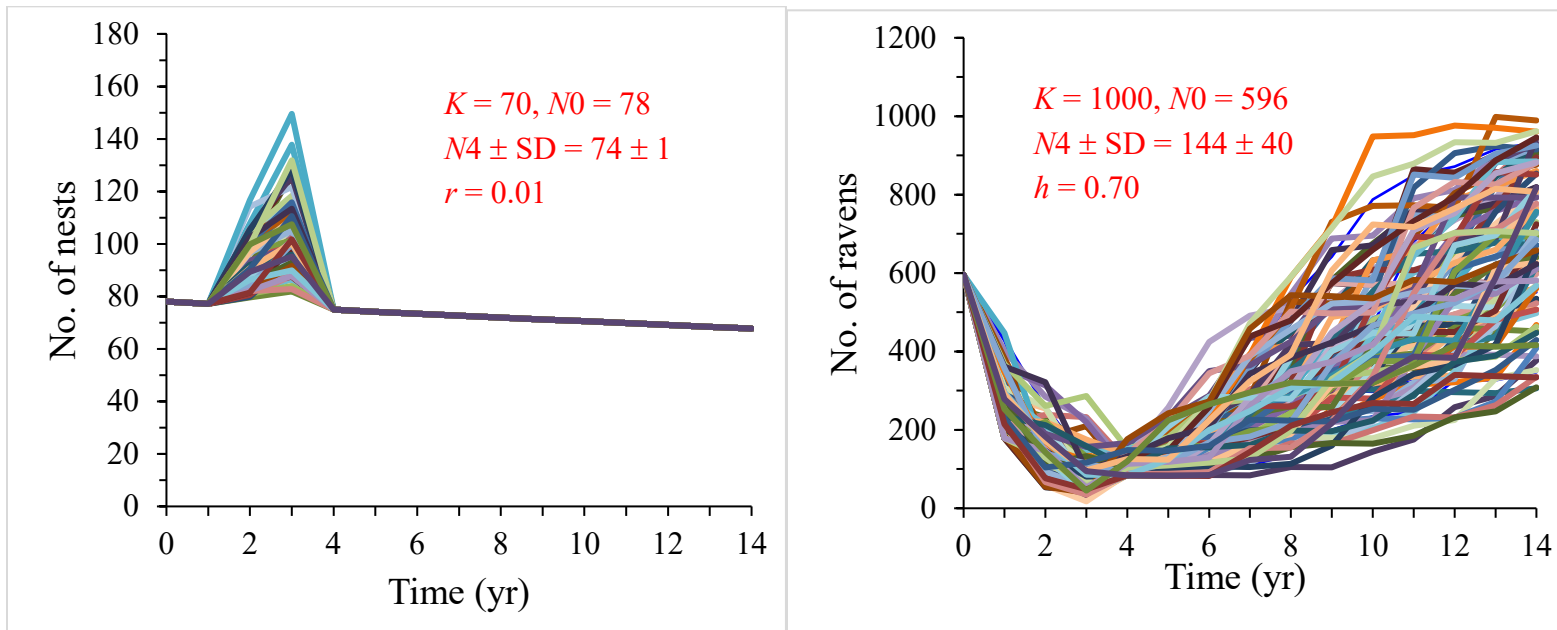 No. of nests
180
160
140
120
100
80
60
40
20
0
K = 70, N0 = 78
N4 ± SD = 74 ± 1
r = 0.01
0 2 4 6 8 10 12 14
Time (yr)
No. of ravens
1200
1000
800
600
400
200
0
K = 1000, N0 = 596
N4 ± SD = 144 ± 40
h = 0.70
0 2 4 6 8 10 12 14
Time (yr)